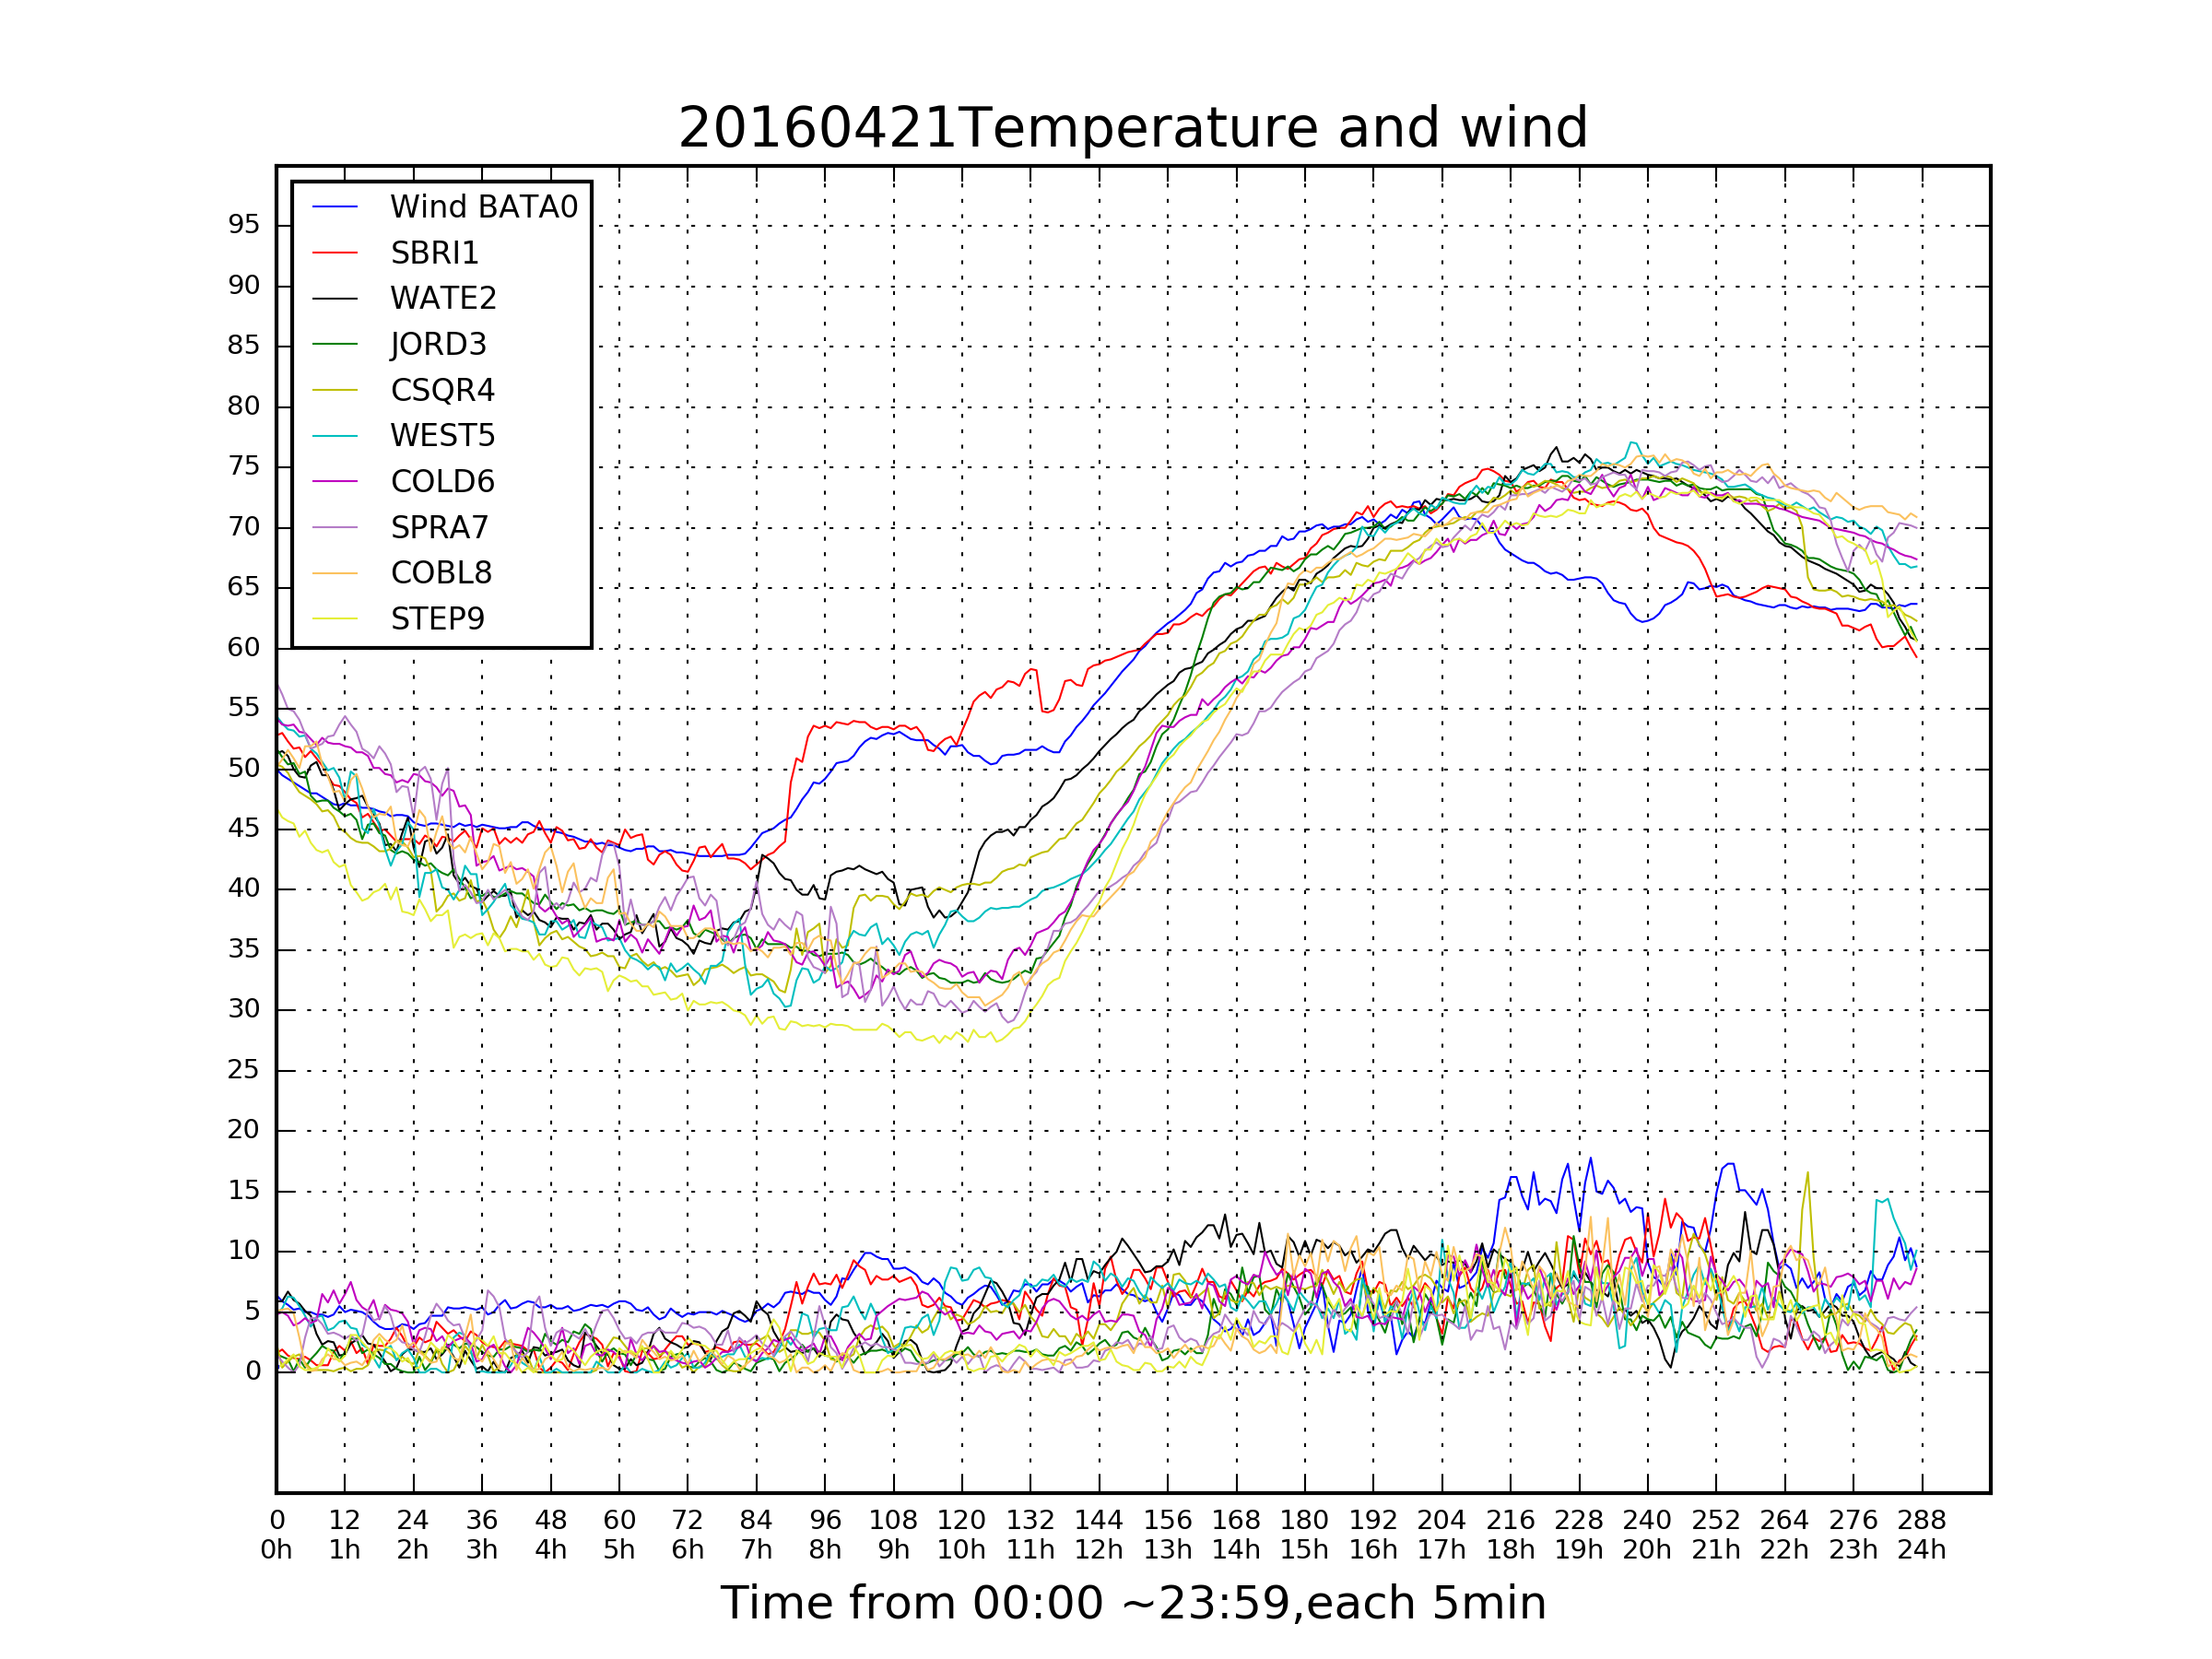 20160421Temperature and wind
Wind BATA0
SBRI1
WATE2
JORD3
CSQR4
WEST5
COLD6
SPRA7
COBL8
STEP9
95
90
85
80
75
70
65
60
55
50
45
40
35
30
25
20
15
10
5
0
0 12 24 36 48 60 72 84 96 108 120 132 144 156 168 180 192 204 216 228 240 252 264 276 288
0h 1h 2h 3h 4h 5h 6h 7h 8h 9h 10h 11h 12h 13h 14h 15h 16h 17h 18h 19h 20h 21h 22h 23h 24h
Time from 00:00 ~23:59,each 5min